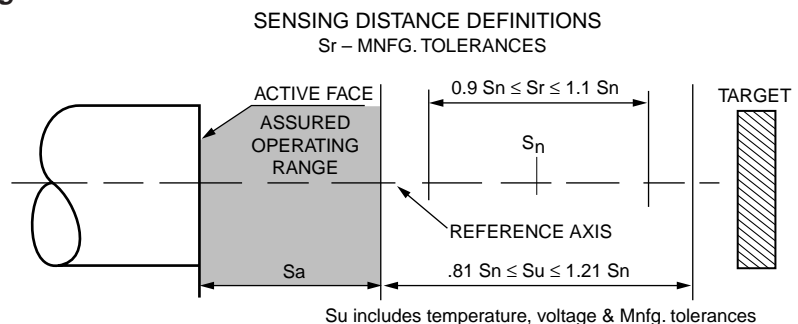 g
SENSING DISTANCE DEFINITIONS
Sr – MNFG. TOLERANCES
ACTIVE FACE
0.9 Sn ≤ Sr ≤ 1.1 Sn
TARGET
ASSURED
OPERATING
RANGE
Sn
REFERENCE AXIS
Sa
.81 Sn ≤ Su ≤ 1.21 Sn
Su includes temperature, voltage & Mnfg. tolerances